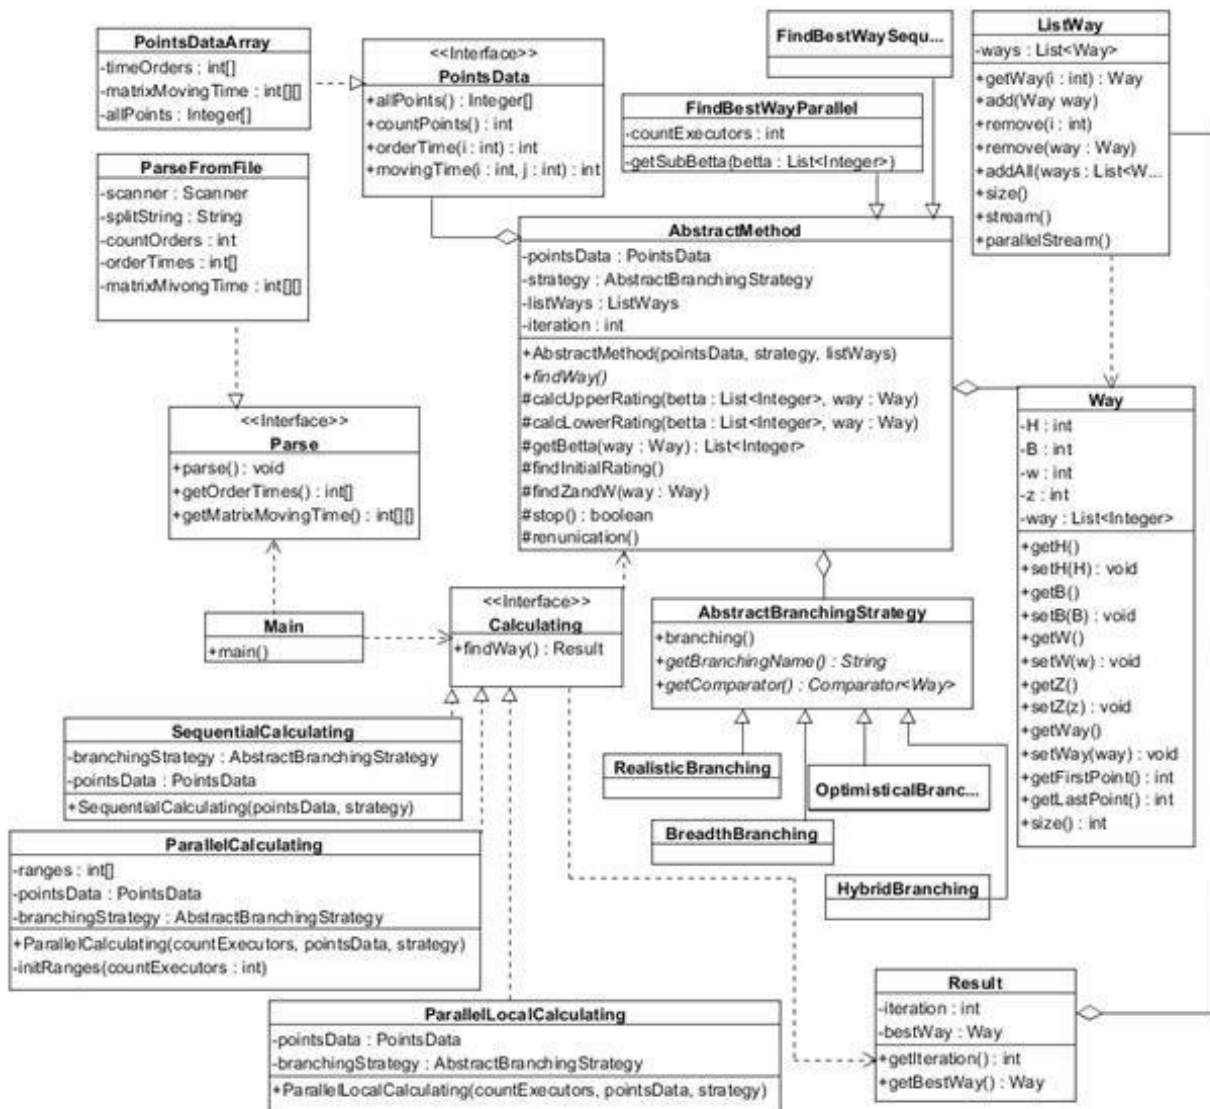 PointsDataArray
-timeOrders : int[]
-matrixMovingTime : int[][]
-allPoints : Integer[]
<<Interface>>
PointsData
+allPoints() : Integer[]
+countPoints() : int
+orderTime(i : int) : int
+movingTime(i : int, j : int) : int
FindBestWaySequ...
FindBestWayParallel
-countExecutors : int
-getSubBetta(betta : List<Integer>)
ListWay
-ways : List<Way>
+getWay(i : int) : Way
+add(Way way)
+remove(i : int)
+remove(way : Way)
+addAll(ways : List<W...
+size()
+stream()
+parallelStream()
ParseFromFile
-scanner : Scanner
-splitString : String
-countOrders : int
-orderTimes : int[]
-matrixMivongTime : int[][]
AbstractMethod
-pointsData : PointsData
-strategy : AbstractBranchingStrategy
-listWays : ListWays
-iteration : int
+AbstractMethod(pointsData, strategy, listWays)
+findWay()
#calcUpperRating(betta : List<Integer>, way : Way)
#calcLowerRating(betta : List<Integer>, way : Way)
#getBetta(way : Way) : List<Integer>
#findInitialRating()
#findZandW(way : Way)
#stop() : boolean
#renunication()
Way
-H : int
-B : int
-w : int
-z : int
-way : List<Integer>
+getH()
+setH(H) : void
+getB()
+setB(B) : void
+getW()
+setW(w) : void
+getZ()
+setZ(z) : void
+getWay()
+setWay(way) : void
+getFirstPoint() : int
+getLastPoint() : int
+size() : int
<<Interface>>
Parse
+parse() : void
+getOrderTimes() : int[]
+getMatrixMovingTime() : int[][]
Main
+main()
<<Interface>>
Calculating
+findWay() : Result
AbstractBranchingStrategy
+branching()
+getBranchingName() : String
+getComparator() : Comparator<Way>
SequentialCalculating
-branchingStrategy : AbstractBranchingStrategy
-pointsData : PointsData
+SequentialCalculating(pointsData, strategy)
RealisticBranching
OptimisticalBranc...
BreadthBranching
HybridBranching
ParallelCalculating
-ranges : int[]
-pointsData : PointsData
-branchingStrategy : AbstractBranchingStrategy
+ParallelCalculating(countExecutors, pointsData, strategy)
-initRanges(countExecutors : int)
ParallelLocalCalculating
-pointsData : PointsData
-branchingStrategy : AbstractBranchingStrategy
+ParallelLocalCalculating(countExecutors, pointsData, strategy)
Result
-iteration : int
-bestWay : Way
+getIteration() : int
+getBestWay() : Way